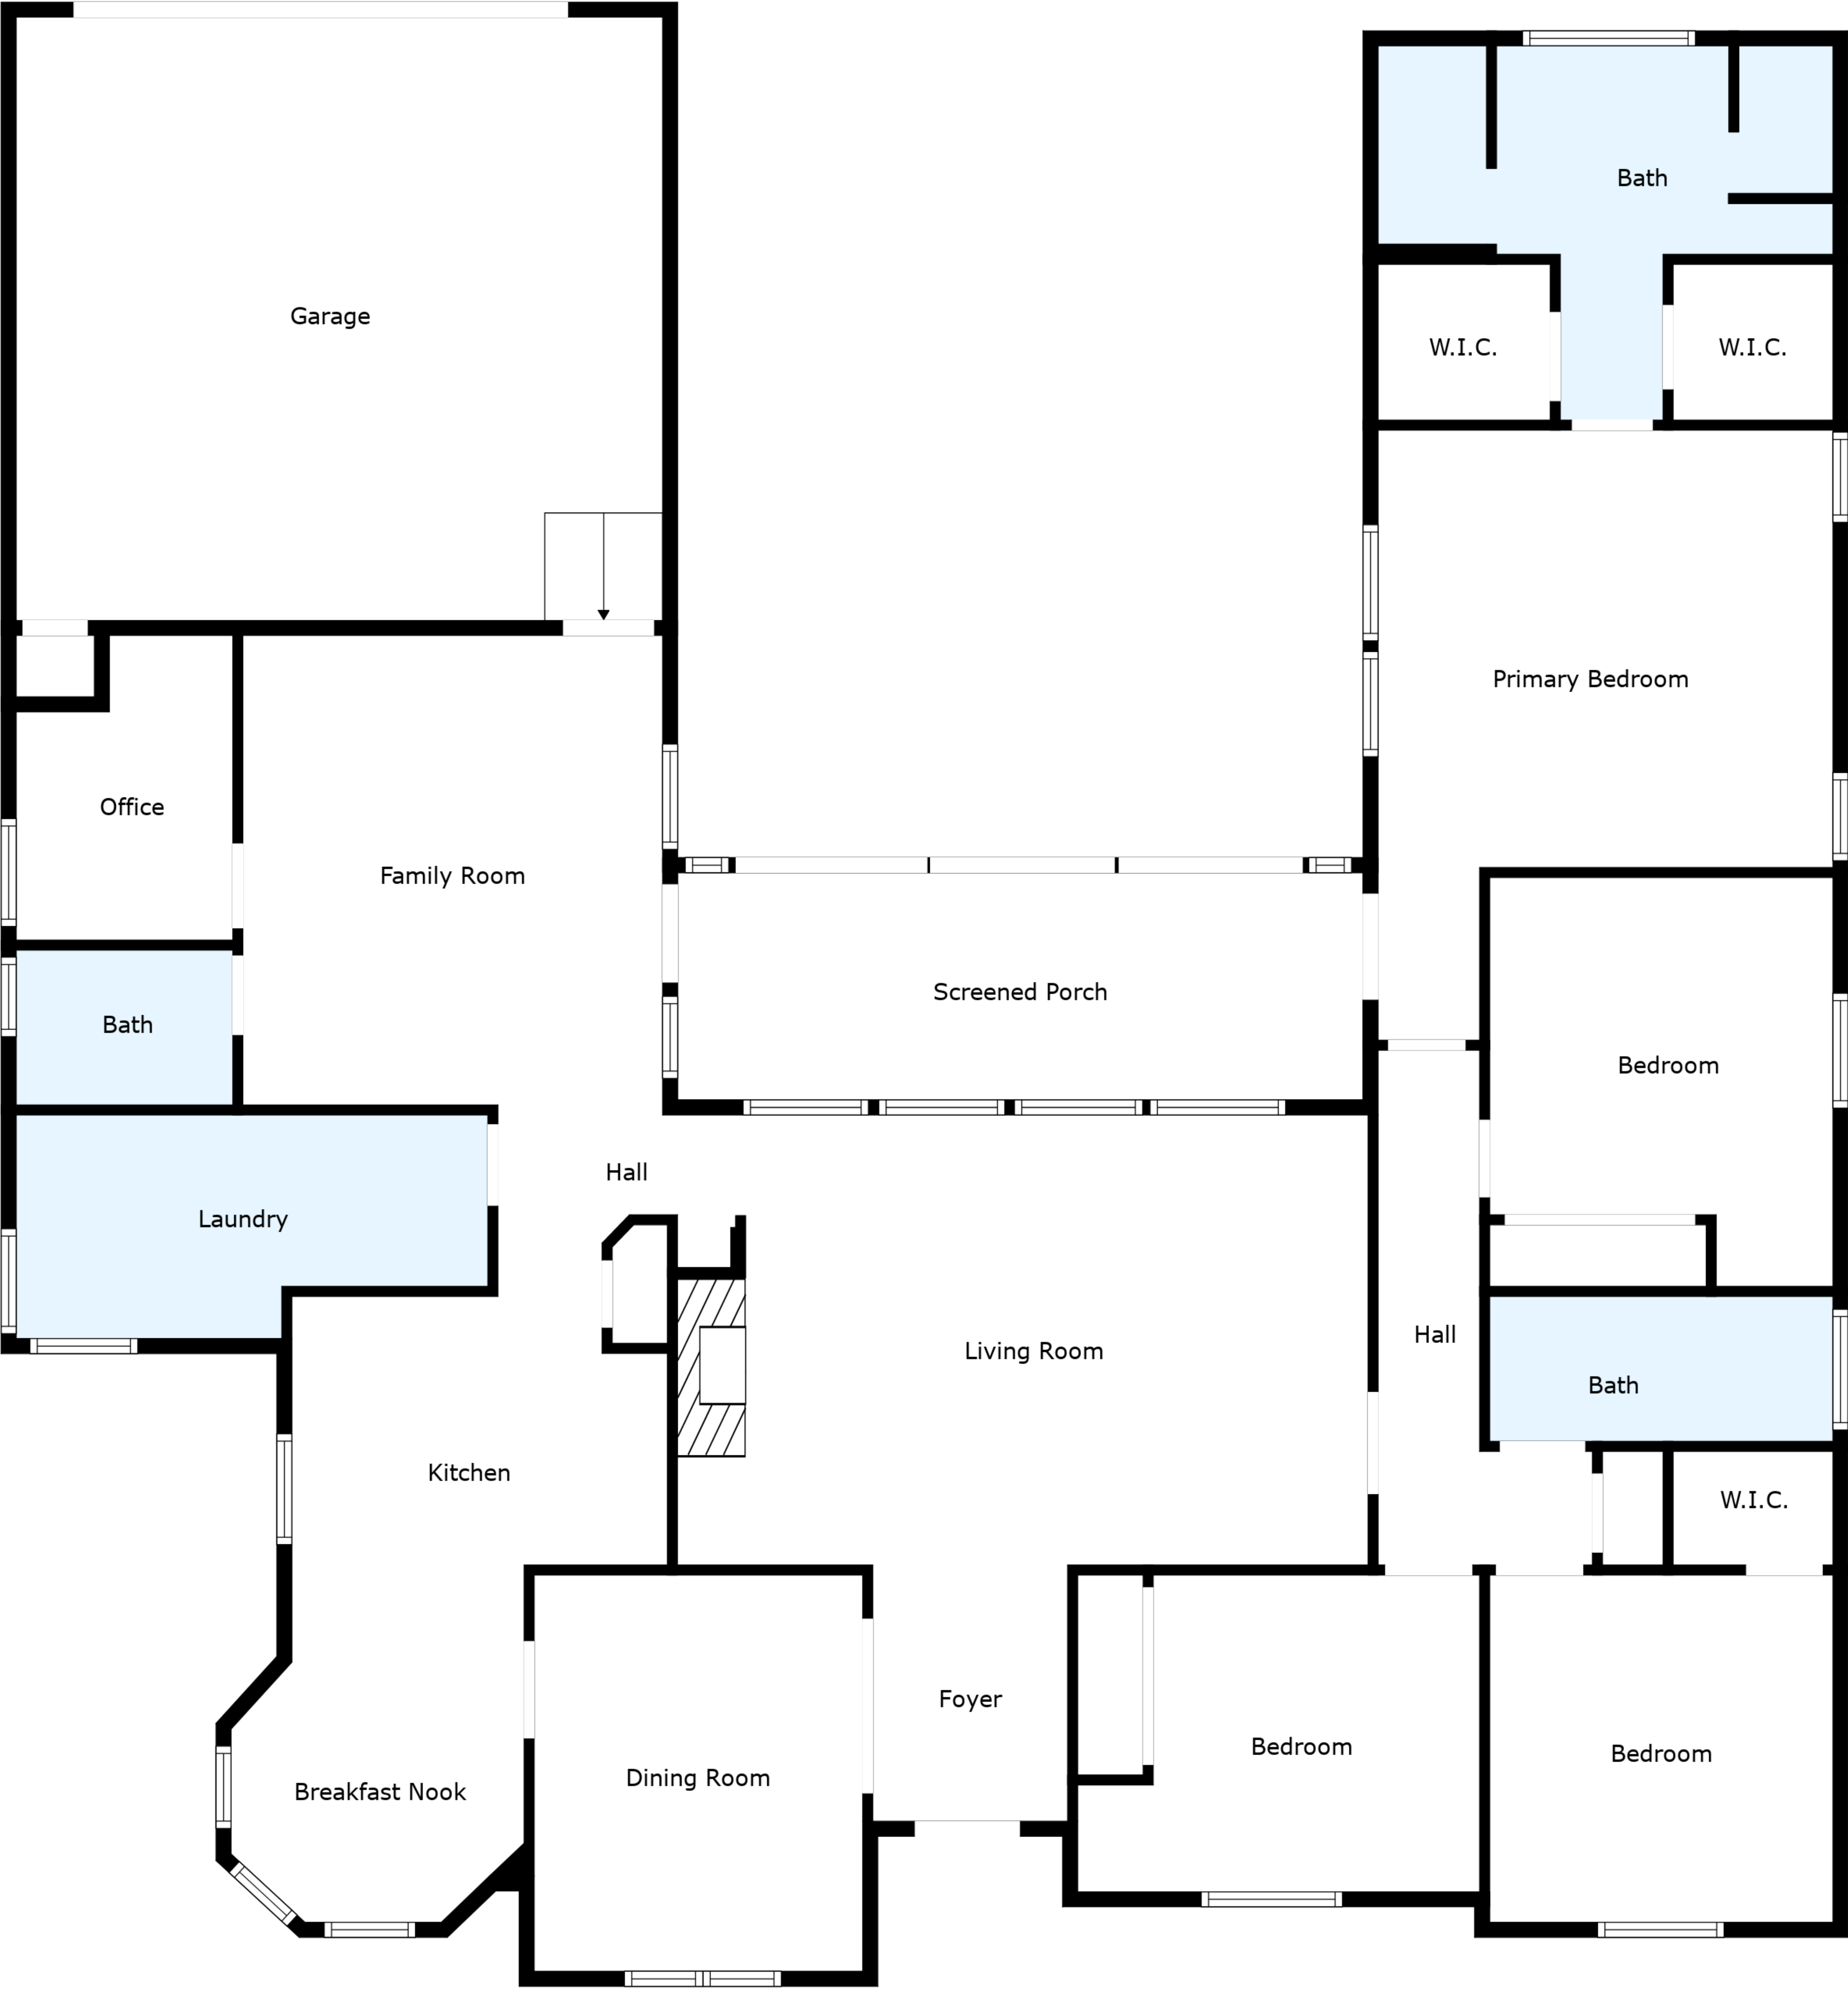 Bath
Garage
W.I.C.
W.I.C.
Primary Bedroom
Office
Family Room
Screened Porch
Bath
Bedroom
Hall
Laundry
Hall
Living Room
Bath
Kitchen
W.I.C.
Foyer
Bedroom
Bedroom
Dining Room
Breakfast Nook